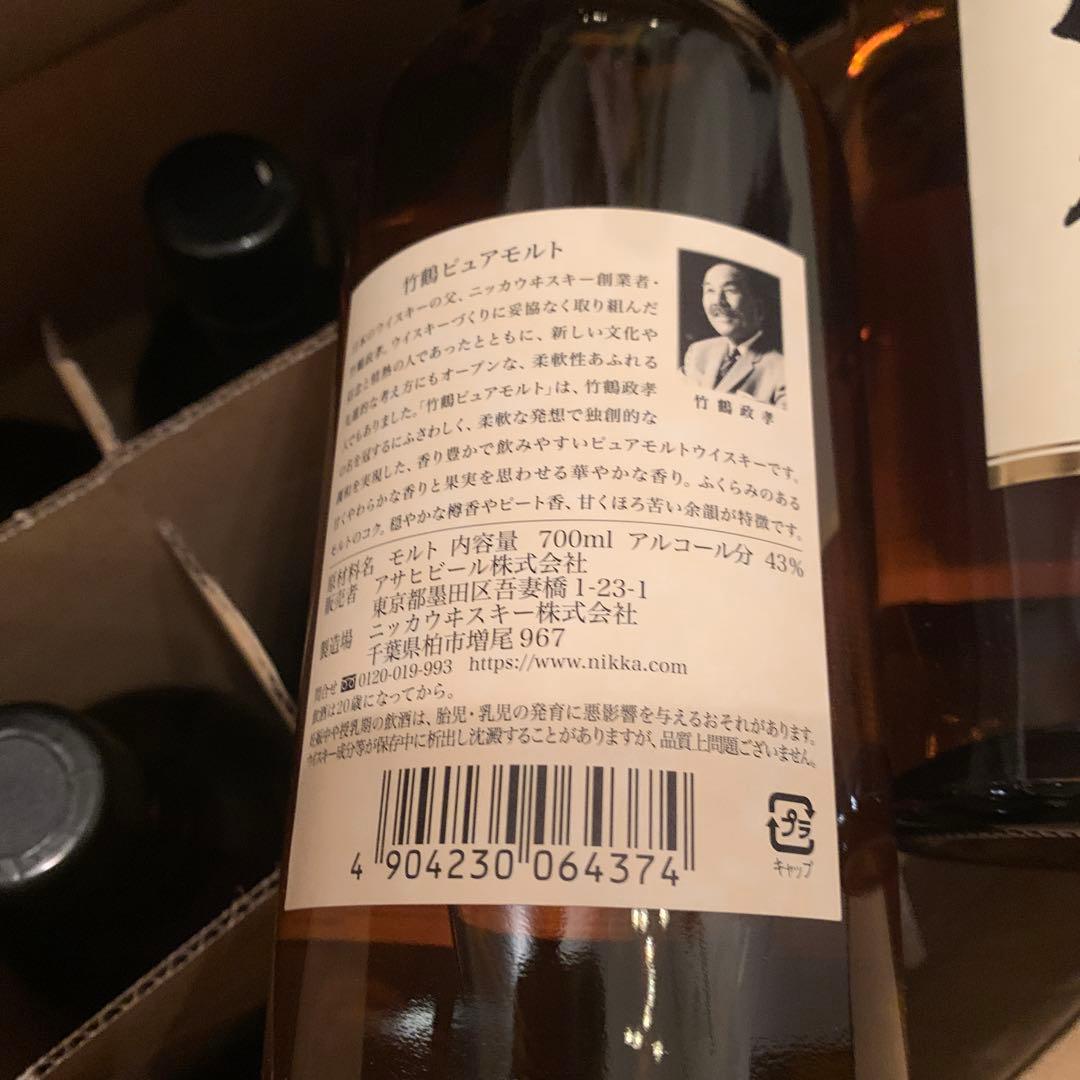 竹鶴ピュアモルト
日本のウイスキーの父、ニッカウヰスキー創業者・
竹鶴政孝。ウイスキーづくりに妥協なく取り組んだ
信念と情熱の人であったとともに、新しい文化や
先進的な考え方にもオープンな、柔軟性あふれる
人でもありました。「竹鶴ピュアモルト」は、竹鶴政孝
の名を冠するにふさわしく、柔軟な発想で独創的な
調和を実現した、香り豊かで飲みやすいピュアモルトウイスキーです。
甘くやわらかな香りと果実を思わせる華やかな香り。ふくらみのある
モルトのコク。穏やかな樽香やピート香、甘くほろ苦い余韻が特徴です。
竹鶴政孝
原材料名 モルト 内容量 700ml アルコール分 43%
販売者 アサヒビール株式会社
東京都墨田区吾妻橋1-23-1
製造場 ニッカウヰスキー株式会社
千葉県柏市増尾967
問合せ 0120-019-993 https://www.nikka.com
飲酒は20歳になってから。
妊娠中や授乳期の飲酒は、胎児・乳児の発育に悪影響を与えるおそれがあります。
ウイスキー成分等が保存中に析出し沈澱することがありますが、品質上問題ございません。
4 904230 064374
プラ
キャップ